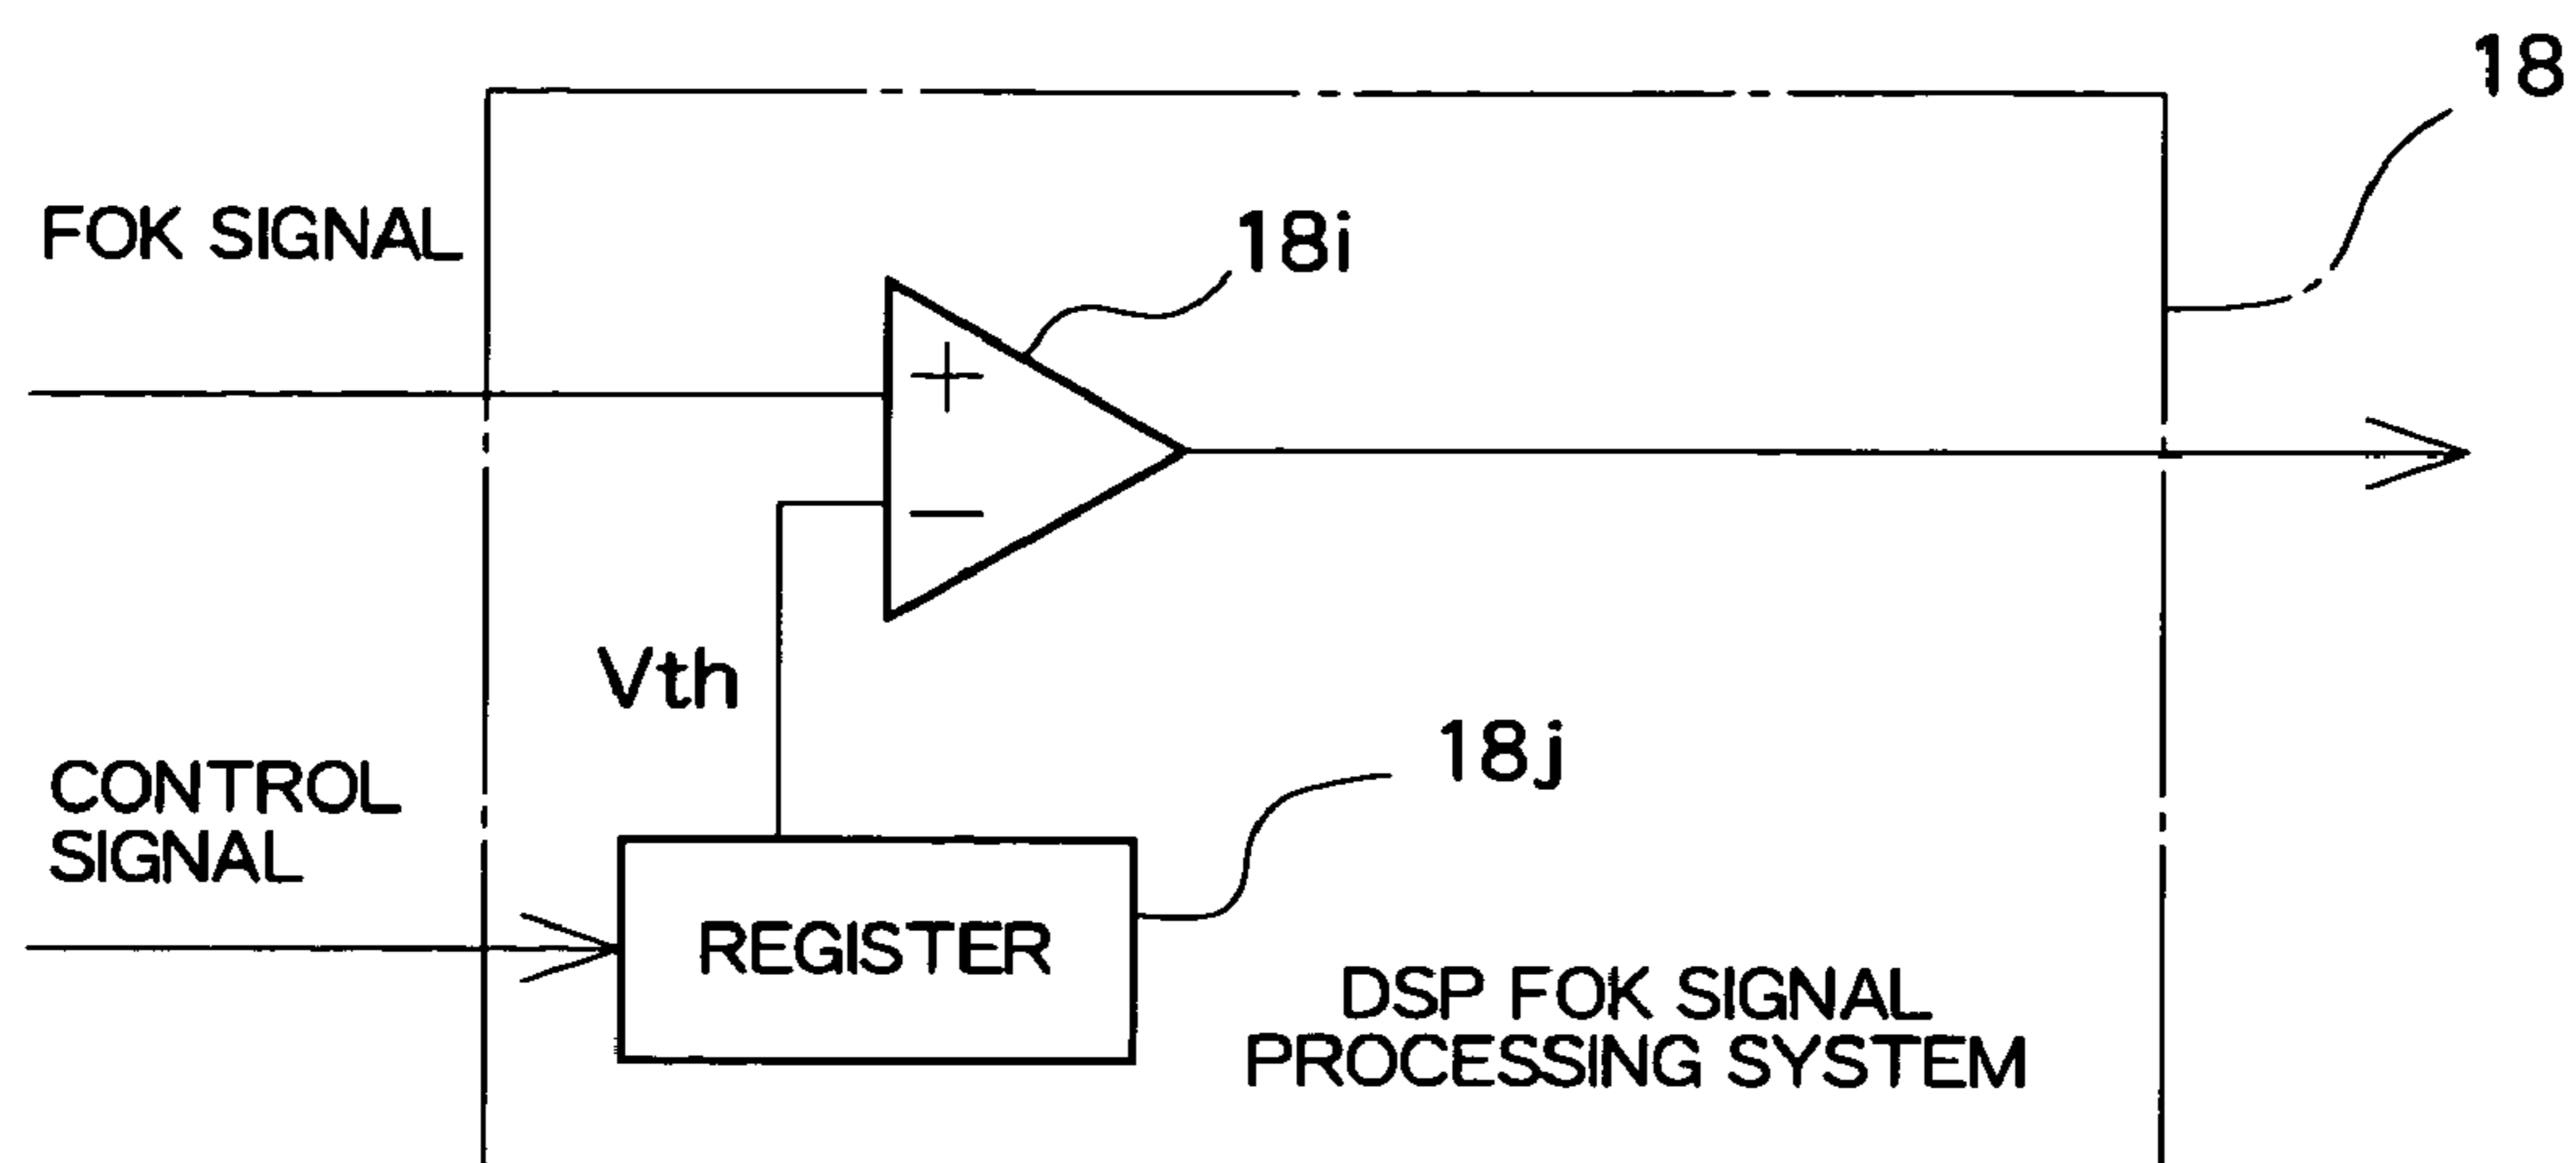 18
FOK SIGNAL
18i
+
−
Vth
18j
CONTROL
SIGNAL
REGISTER
DSP FOK SIGNAL
PROCESSING SYSTEM